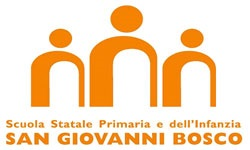 Scuola Statale Primaria e dell'Infanzia
SAN GIOVANNI BOSCO